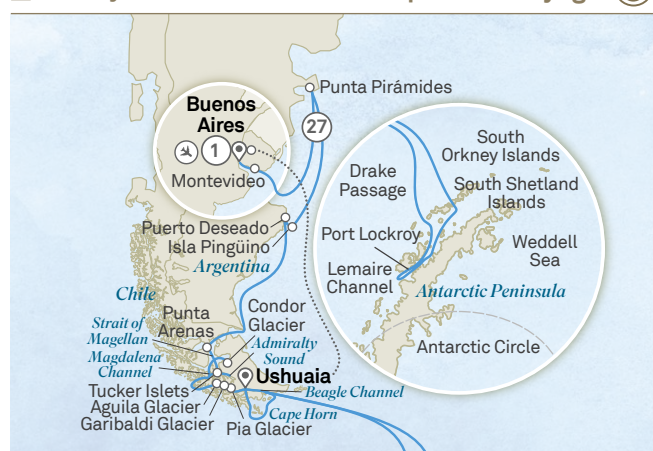 Punta Pirámides
Buenos
Aires
1
27
Montevideo
South
Orkney Islands
Drake
Passage
South Shetland
Islands
Port Lockroy
Weddell
Sea
Lemaire
Channel
Antarctic Peninsula
Antarctic Circle
Puerto Deseado
Isla Pingüino
Argentina
Chile
Punta
Arenas
Condor
Glacier
Strait of
Magellan
Admiralty
Sound
Magdalena
Channel
Ushuaia
Tucker Islets
Beagle Channel
Aguila Glacier
Cape Horn
Garibaldi Glacier
Pia Glacier